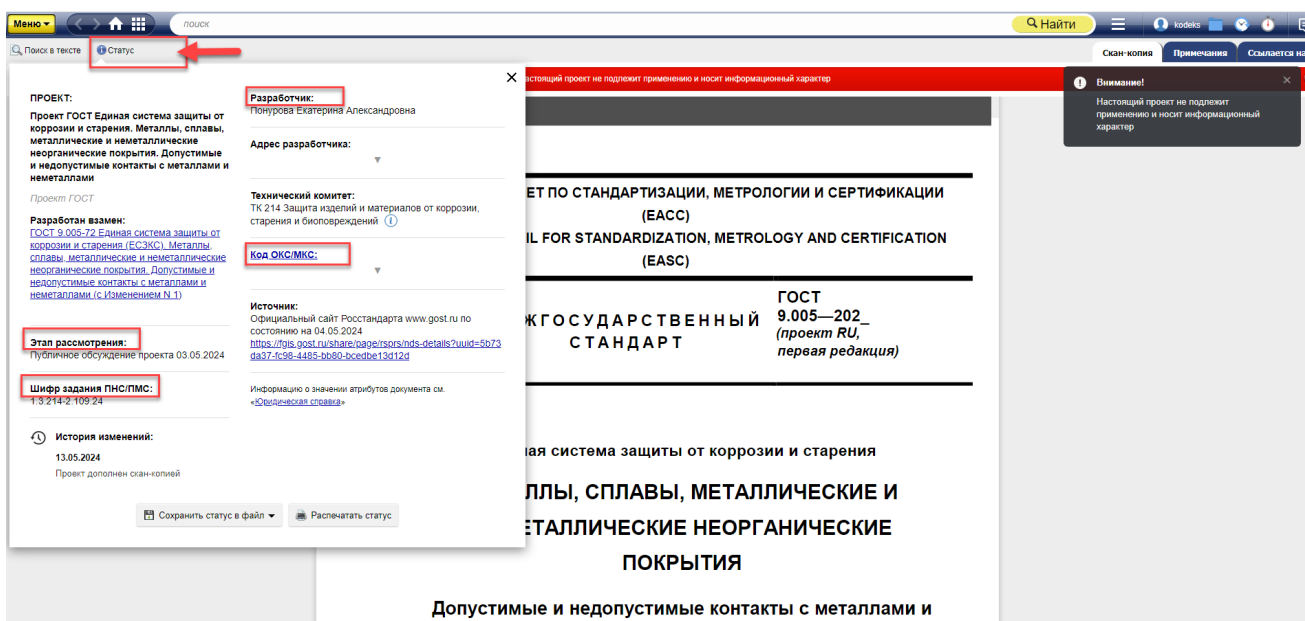 Меню
поиск
Найти
kodeks
Поиск в тексте
Статус
Скан-копия
Примечания
Ссылается на
настоящий проект не подлежит применению и носит информационный характер
Внимание!
Настоящий проект не подлежит
применению и носит информационный
характер
ПРОЕКТ:
Проект ГОСТ Единая система защиты от
коррозии и старения. Металлы, сплавы,
металлические и неметаллические
неорганические покрытия. Допустимые
и недопустимые контакты с металлами и
неметаллами
Проект ГОСТ
Разработан взамен:
ГОСТ 9.005-72 Единая система защиты от
коррозии и старения (ЕСЗКС). Металлы,
сплавы, металлические и неметаллические
неорганические покрытия. Допустимые и
недопустимые контакты с металлами и
неметаллами (с Изменением N 1)
Этап рассмотрения:
Публичное обсуждение проекта 03.05.2024
Шифр задания ПНС/ПМС:
1.3.214-2.109.24
История изменений:
13.05.2024
Проект дополнен скан-копией
Разработчик:
Понурова Екатерина Александровна
Адрес разработчика:
Технический комитет:
ТК 214 Защита изделий и материалов от коррозии,
старения и биоповреждений
Код ОКС/МКС:
Источник:
Официальный сайт Росстандарта www.gost.ru по
состоянию на 04.05.2024
https://fgis.gost.ru/share/page/rsprs/nds-details?uuid=5b73
da37-fc98-4485-bb80-bcedbe13d12d
Информацию о значении атрибутов документа см.
«Юридическая справка»
Сохранить статус в файл
Распечатать статус
ЕТ ПО СТАНДАРТИЗАЦИИ, МЕТРОЛОГИИ И СЕРТИФИКАЦИИ
(ЕАСС)
IL FOR STANDARDIZATION, METROLOGY AND CERTIFICATION
(EASC)
ЖГОСУДАРСТВЕННЫЙ
СТАНДАРТ
ГОСТ
9.005—202_
(проект RU,
первая редакция)
ая система защиты от коррозии и старения
ЛЛЫ, СПЛАВЫ, МЕТАЛЛИЧЕСКИЕ И
ЕТАЛЛИЧЕСКИЕ НЕОРГАНИЧЕСКИЕ
ПОКРЫТИЯ
Допустимые и недопустимые контакты с металлами и